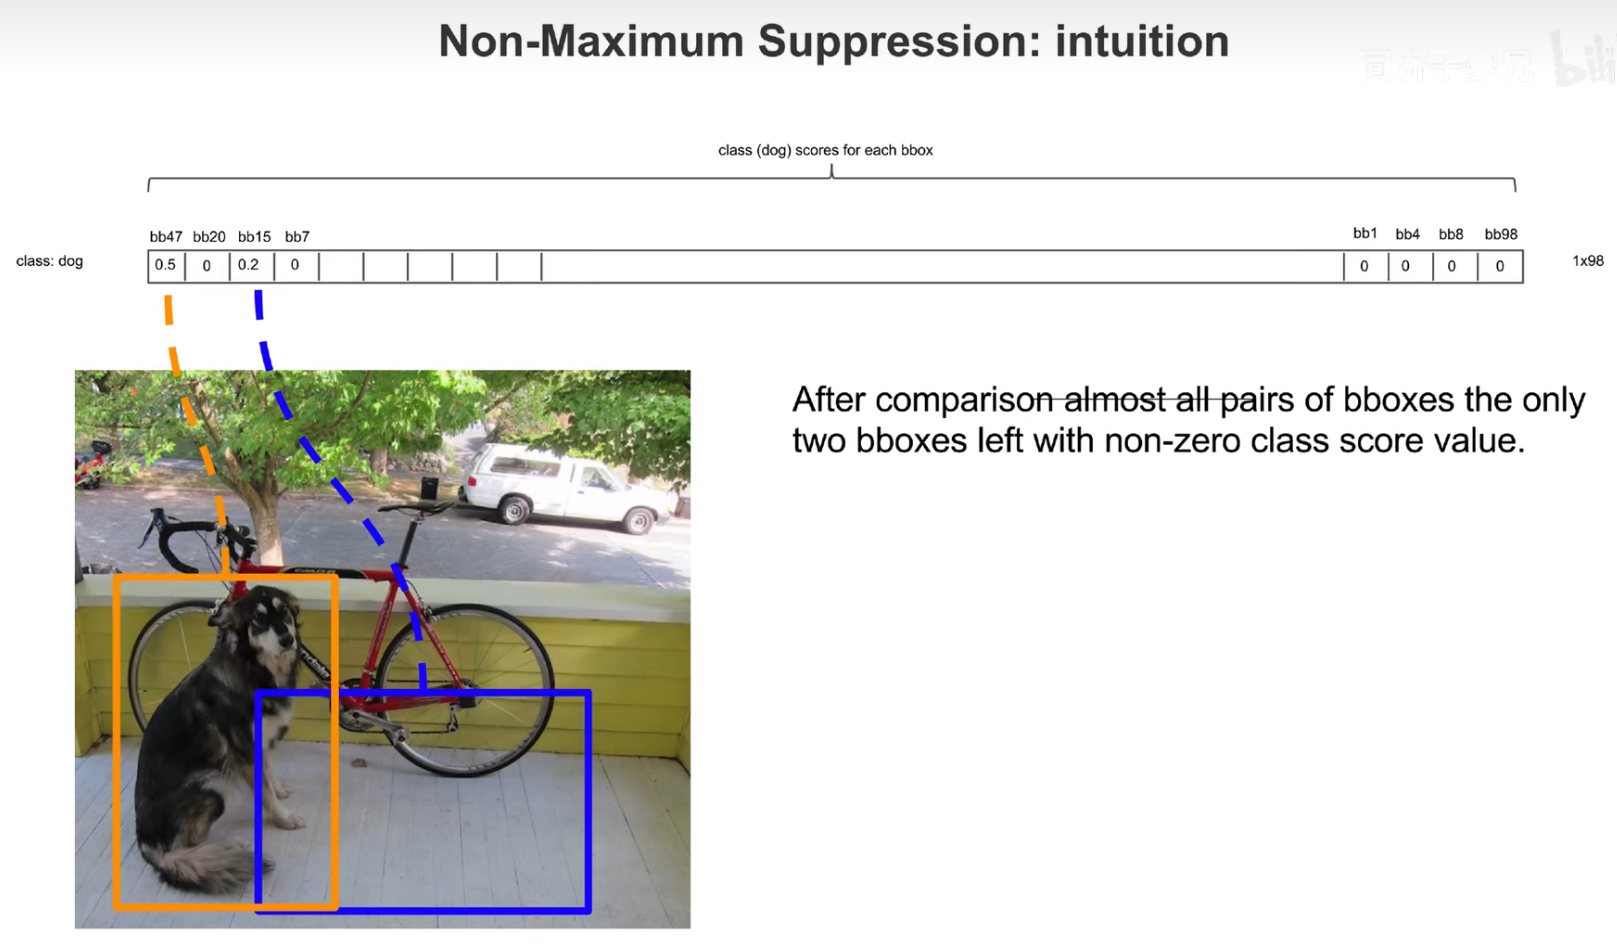 Non-Maximum Suppression: intuition
bili
class (dog) scores for each bbox
bb47 bb20 bb15 bb7 bb1 bb4 bb8 bb98
class: dog 0.5 0 0.2 0 0 0 0 0 1x98
After comparison almost all pairs of bboxes the only
two bboxes left with non-zero class score value.